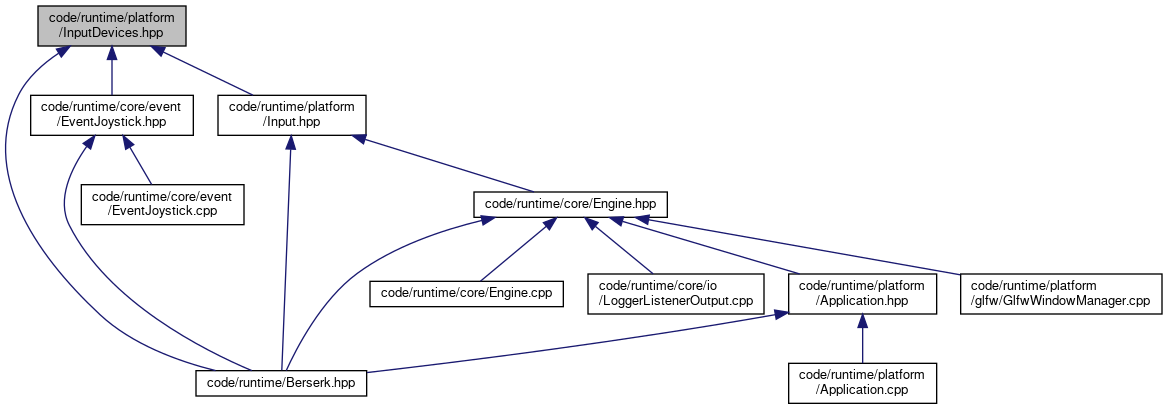 code/runtime/platform
/InputDevices.hpp
code/runtime/core/event
/EventJoystick.hpp
code/runtime/platform
/Input.hpp
code/runtime/core/event
/EventJoystick.cpp
code/runtime/core/Engine.hpp
code/runtime/core/Engine.cpp
code/runtime/core/io
/LoggerListenerOutput.cpp
code/runtime/platform
/Application.hpp
code/runtime/platform
/glfw/GlfwWindowManager.cpp
code/runtime/Berserk.hpp
code/runtime/platform
/Application.cpp